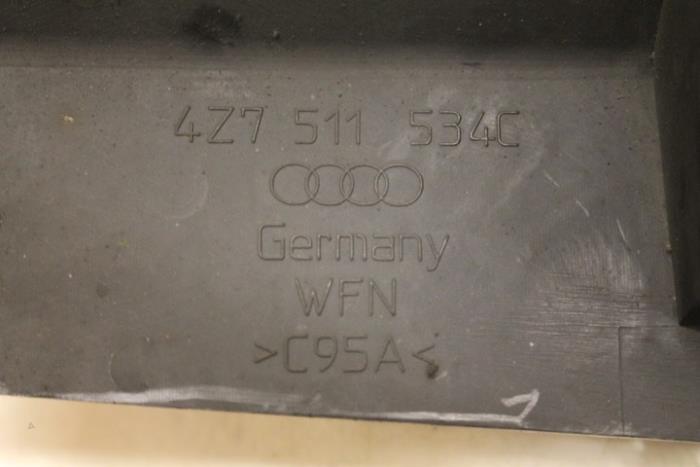 4Z7 511 534C
Germany
WFN
>C95A<